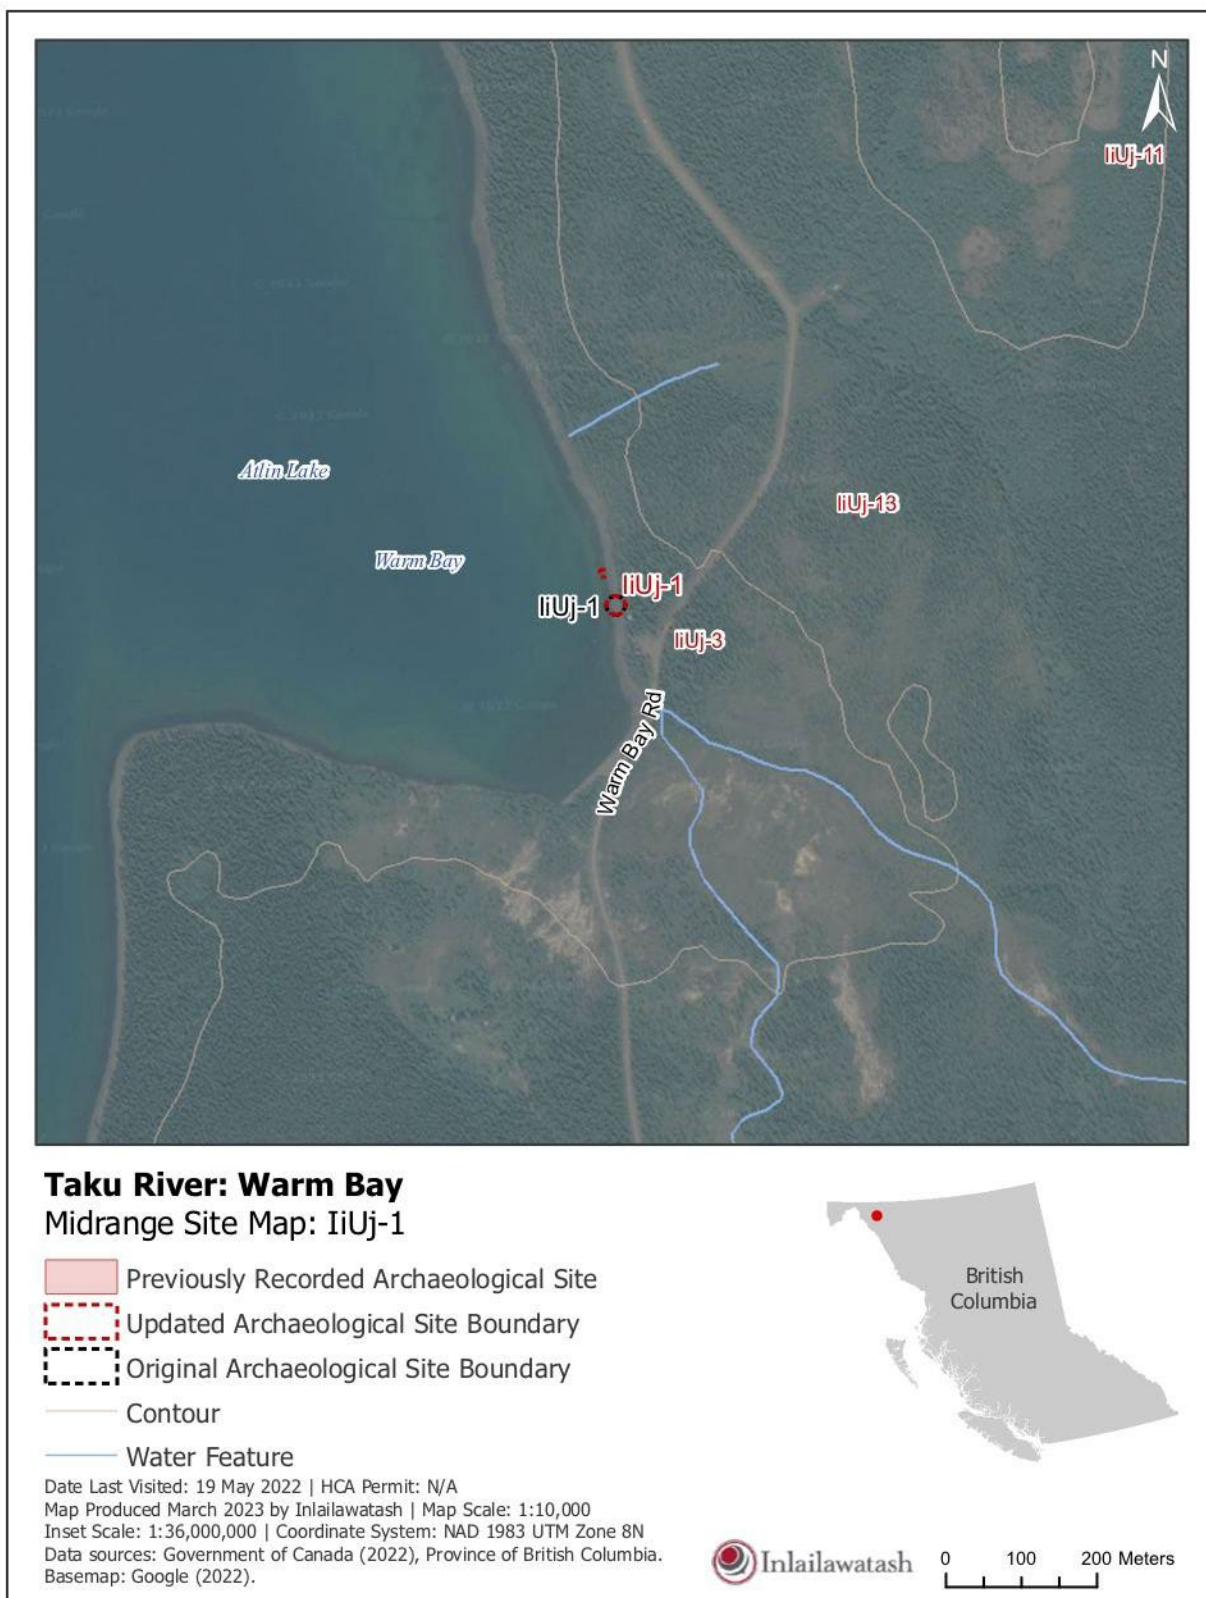 N
IiUj-11
Atlin Lake
IiUj-13
Warm Bay
IiUj-1
IiUj-1
IiUj-3
Warm Bay Rd
Taku River: Warm Bay
Midrange Site Map: IiUj-1
Previously Recorded Archaeological Site
Updated Archaeological Site Boundary
Original Archaeological Site Boundary
Contour
Water Feature
British
Columbia
Date Last Visited: 19 May 2022 | HCA Permit: N/A
Map Produced March 2023 by Inlailawatash | Map Scale: 1:10,000
Inset Scale: 1:36,000,000 | Coordinate System: NAD 1983 UTM Zone 8N
Data sources: Government of Canada (2022), Province of British Columbia.
Basemap: Google (2022).
Inlailawatash
0 100 200 Meters